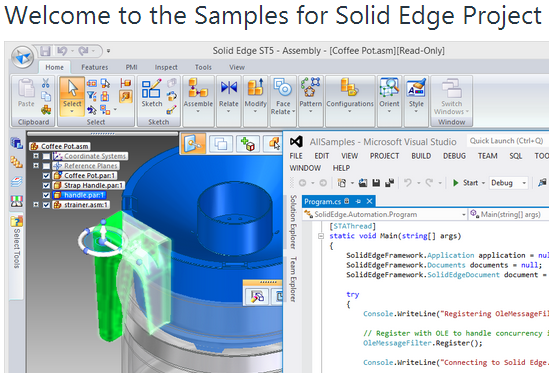 Welcome to the Samples for Solid Edge Project
Solid Edge ST5 - Assembly - [Coffee Pot.asm][Read-Only]
Home Features PMI Inspect Tools View
Paste
Select
Sketch
Assemble
Relate
Modify
Face Relate
Pattern
Configurations
Orient
Style
Switch Windows
Clipboard Select Sketch Window
Coffee Pot.asm
Coordinate Systems
Reference Planes
Coffee Pot.par:1
Strap Handle.par:1
handle.par:1
strainer.asm:1
Select Tools
AllSamples - Microsoft Visual Studio Quick Launch (Ctrl+Q)
FILE EDIT VIEW PROJECT BUILD DEBUG TEAM SQL TOO
WINDOW HELP
Start Debug
Solution Explorer
Team Explorer
Program.cs
SolidEdge.Automation.Program Main(string[] args)
[STAThread]
static void Main(string[] args)
{
SolidEdgeFramework.Application application = nul
SolidEdgeFramework.Documents documents = null;
SolidEdgeFramework.SolidEdgeDocument document =
try
{
Console.WriteLine("Registering OleMessageFil
// Register with OLE to handle concurrency i
OleMessageFilter.Register();
Console.WriteLine("Connecting to Solid Edge.